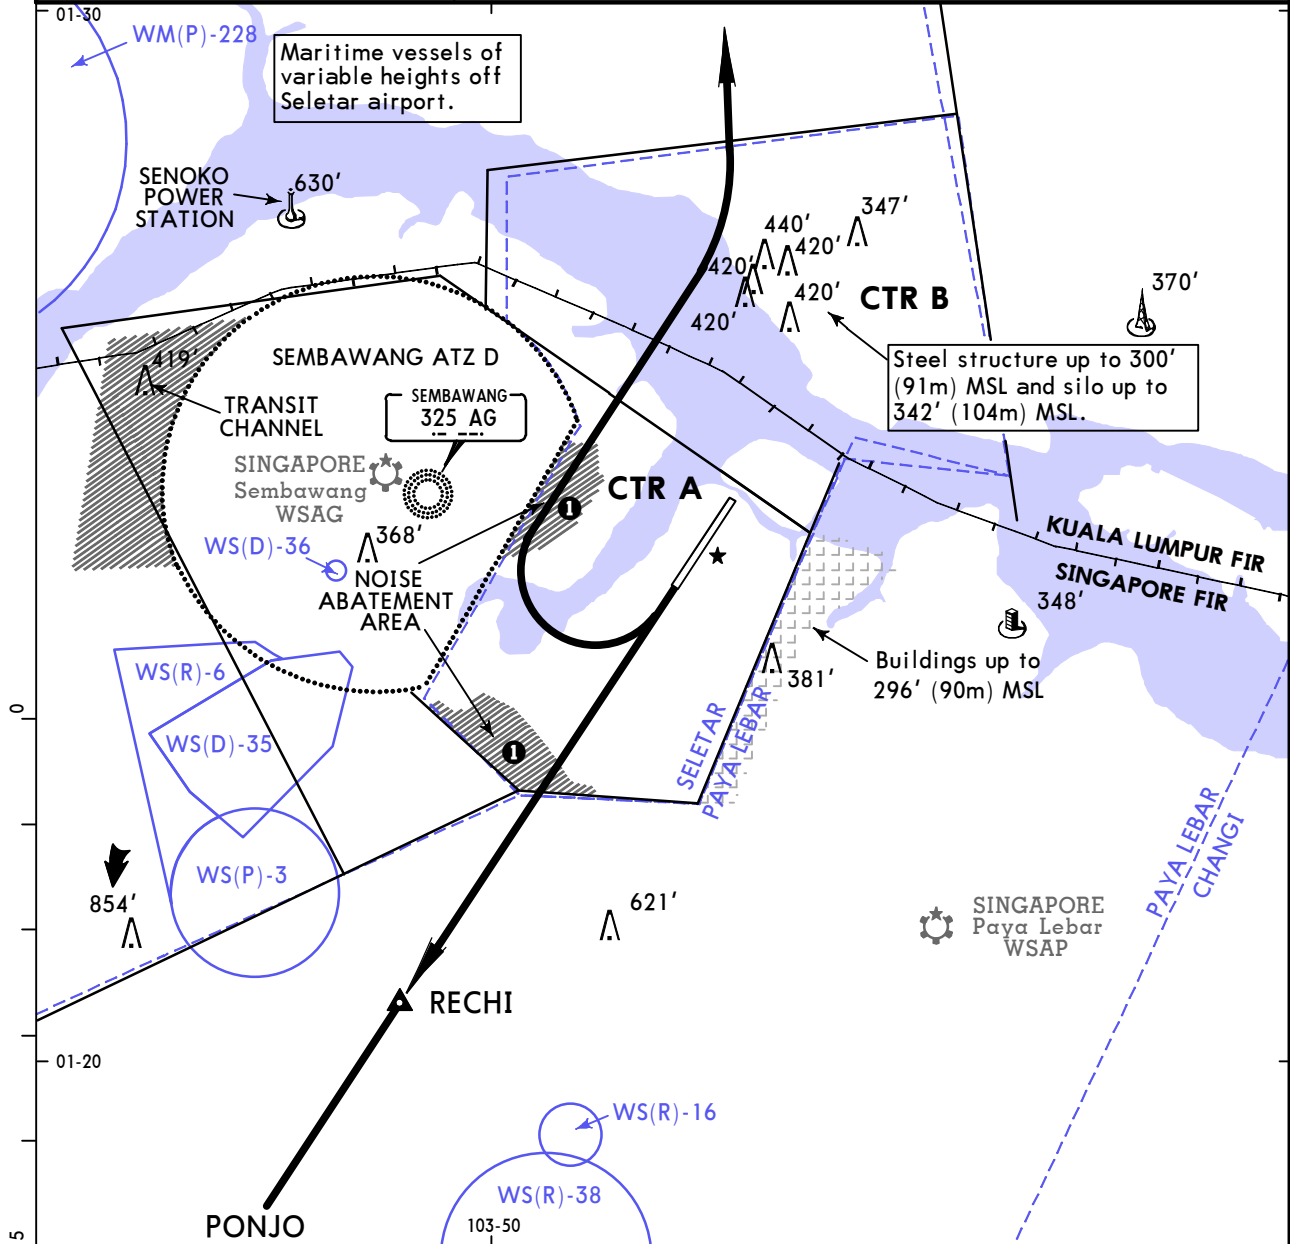 01-30
WM(P)-228
Maritime vessels of
variable heights off
Seletar airport.
SENOKO
POWER
STATION
630'
440'
347'
420'
420'
420'
420'
CTR B
370'
Steel structure up to 300'
(91m) MSL and silo up to
342' (104m) MSL.
419'
SEMBAWANG ATZ D
TRANSIT
CHANNEL
SEMBAWANG
325 AG
SINGAPORE
Sembawang
WSAG
CTR A
1
368'
WS(D)-36
NOISE
ABATEMENT
AREA
KUALA LUMPUR FIR
SINGAPORE FIR
348'
Buildings up to
296' (90m) MSL
381'
WS(R)-6
WS(D)-35
0
1
SELETAR
PAYA LEBAR
PAYA LEBAR
CHANGI
WS(P)-3
854'
621'
SINGAPORE
Paya Lebar
WSAP
RECHI
01-20
WS(R)-16
WS(R)-38
PONJO
103-50
5